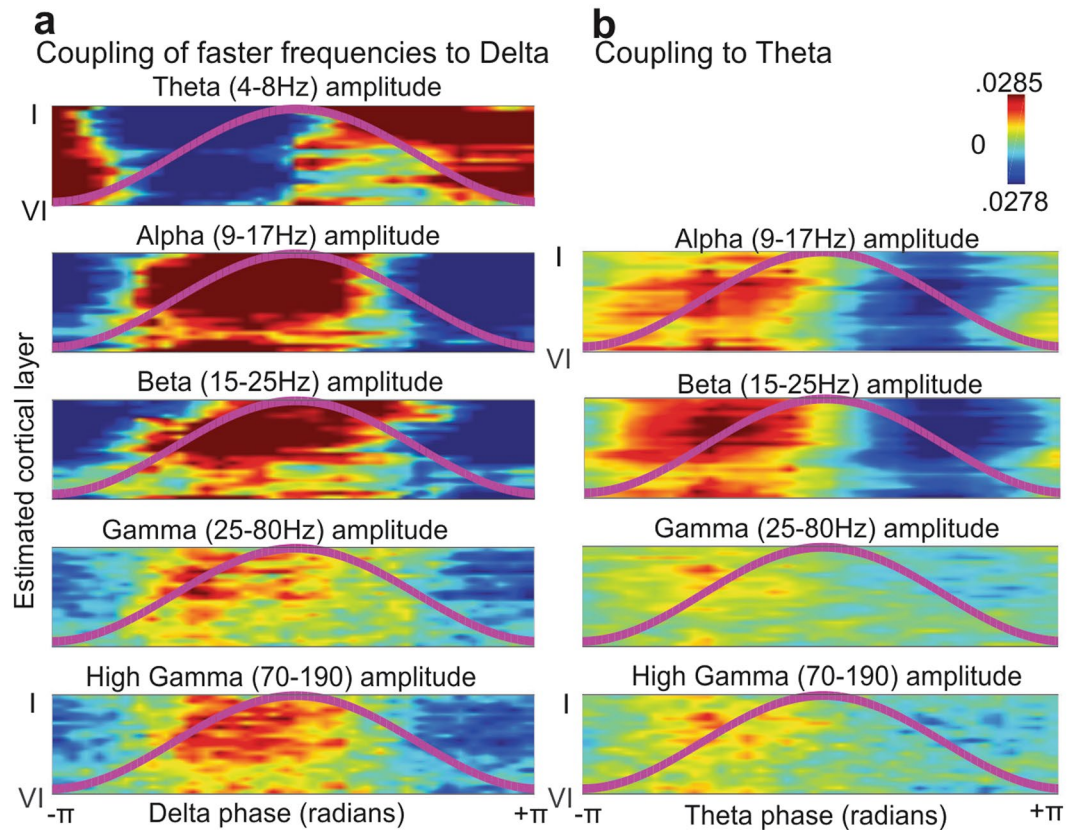 a
Coupling of faster frequencies to Delta
Theta (4-8Hz) amplitude
I
VI
Alpha (9-17Hz) amplitude
Beta (15-25Hz) amplitude
Gamma (25-80Hz) amplitude
High Gamma (70-190) amplitude
I
VI
-π
Delta phase (radians)
+π
Estimated cortical layer
b
Coupling to Theta
.0285
0
.0278
Alpha (9-17Hz) amplitude
I
VI
Beta (15-25Hz) amplitude
Gamma (25-80Hz) amplitude
High Gamma (70-190) amplitude
I
VI
-π
Theta phase (radians)
+π